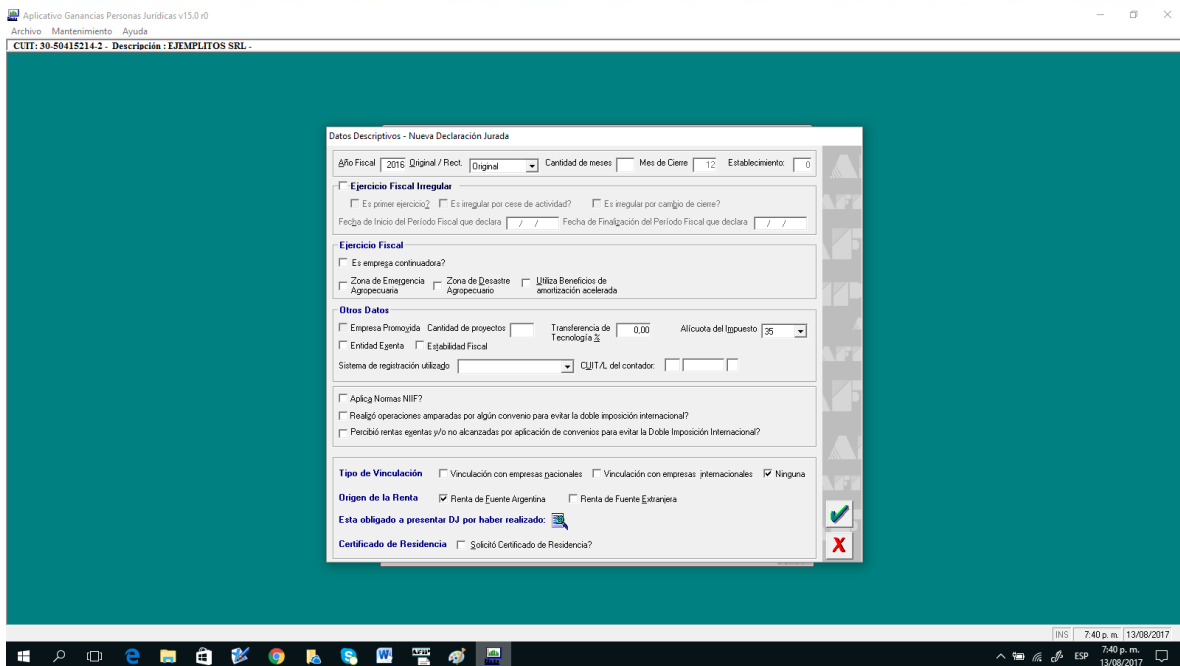 Aplicativo Ganancias Personas Jurídicas v15.0 r0
Archivo Mantenimiento Ayuda
CUIT: 30-50415214-2 - Descripción : EJEMPLITOS SRL -
Datos Descriptivos - Nueva Declaración Jurada
Año Fiscal 2016 Original / Rect. Original Cantidad de meses Mes de Cierre 12 Establecimiento: 0
Ejercicio Fiscal Irregular
Es primer ejercicio? Es irregular por cese de actividad? Es irregular por cambio de cierre?
Fecha de Inicio del Período Fiscal que declara / / Fecha de Finalización del Período Fiscal que declara / /
Ejercicio Fiscal
Es empresa continuadora?
Zona de Emergencia Agropecuaria Zona de Desastre Agropecuario Utiliza Beneficios de amortización acelerada
Otros Datos
Empresa Promovida Cantidad de proyectos Transferencia de Tecnología % 0,00 Alícuota del Impuesto 35
Entidad Exenta Estabilidad Fiscal
Sistema de registración utilizado CUIT/L del contador:
Aplica Normas NIIF?
Realizó operaciones amparadas por algún convenio para evitar la doble imposición internacional?
Percibió rentas exentas y/o no alcanzadas por aplicación de convenios para evitar la Doble Imposición Internacional?
Tipo de Vinculación Vinculación con empresas nacionales Vinculación con empresas internacionales Ninguna
Origen de la Renta Renta de Fuente Argentina Renta de Fuente Extranjera
Esta obligado a presentar DJ por haber realizado:
Certificado de Residencia Solicitó Certificado de Residencia?
INS 7:40 p. m. 13/08/2017
ESP 7:40 p. m.
13/08/2017